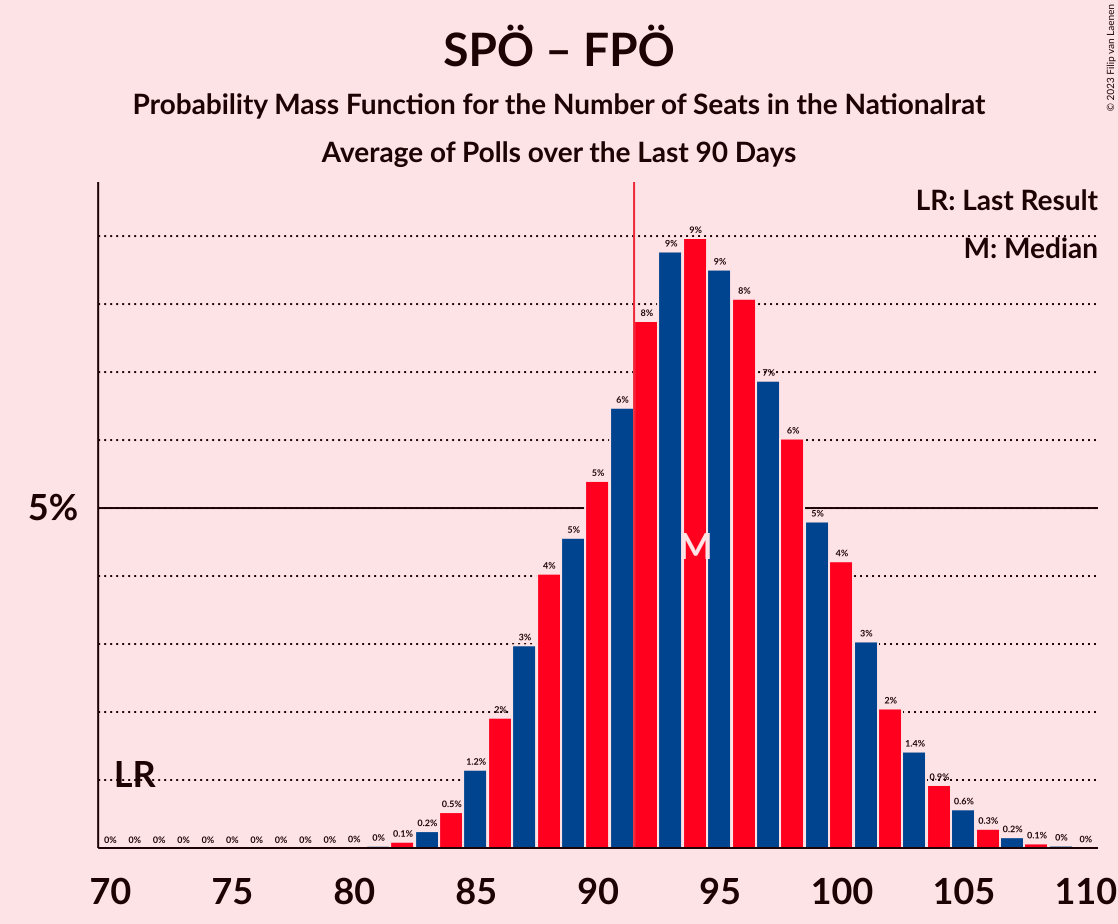 SPÖ – FPÖ
Probability Mass Function for the Number of Seats in the Nationalrat
Average of Polls over the Last 90 Days
© 2023 Filip van Laenen
LR: Last Result
M: Median
5%
LR
M
0% 0% 0% 0% 0% 0% 0% 0% 0% 0% 0% 0% 0.1% 0.2% 0.5% 1.2% 2% 3% 4% 5% 5% 6% 8% 9% 9% 9% 8% 7% 6% 5% 4% 3% 2% 1.4% 0.9% 0.6% 0.3% 0.2% 0.1% 0% 0%
70 75 80 85 90 95 100 105 110